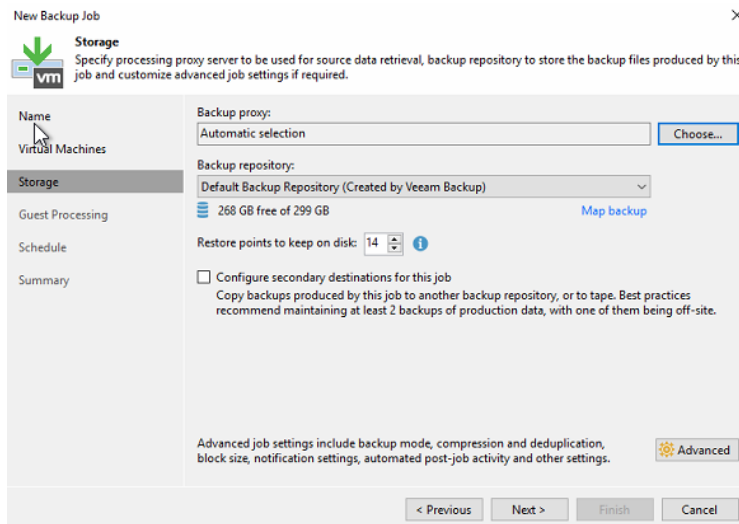 New Backup Job
Storage
Specify processing proxy server to be used for source data retrieval, backup repository to store the backup files produced by this
job and customize advanced job settings if required.
vm
Name
Virtual Machines
Storage
Guest Processing
Schedule
Summary
Backup proxy:
Automatic selection
Choose...
Backup repository:
Default Backup Repository (Created by Veeam Backup)
268 GB free of 299 GB
Map backup
Restore points to keep on disk: 14
Configure secondary destinations for this job
Copy backups produced by this job to another backup repository, or to tape. Best practices
recommend maintaining at least 2 backups of production data, with one of them being off-site.
Advanced job settings include backup mode, compression and deduplication,
block size, notification settings, automated post-job activity and other settings.
Advanced
< Previous
Next >
Finish
Cancel